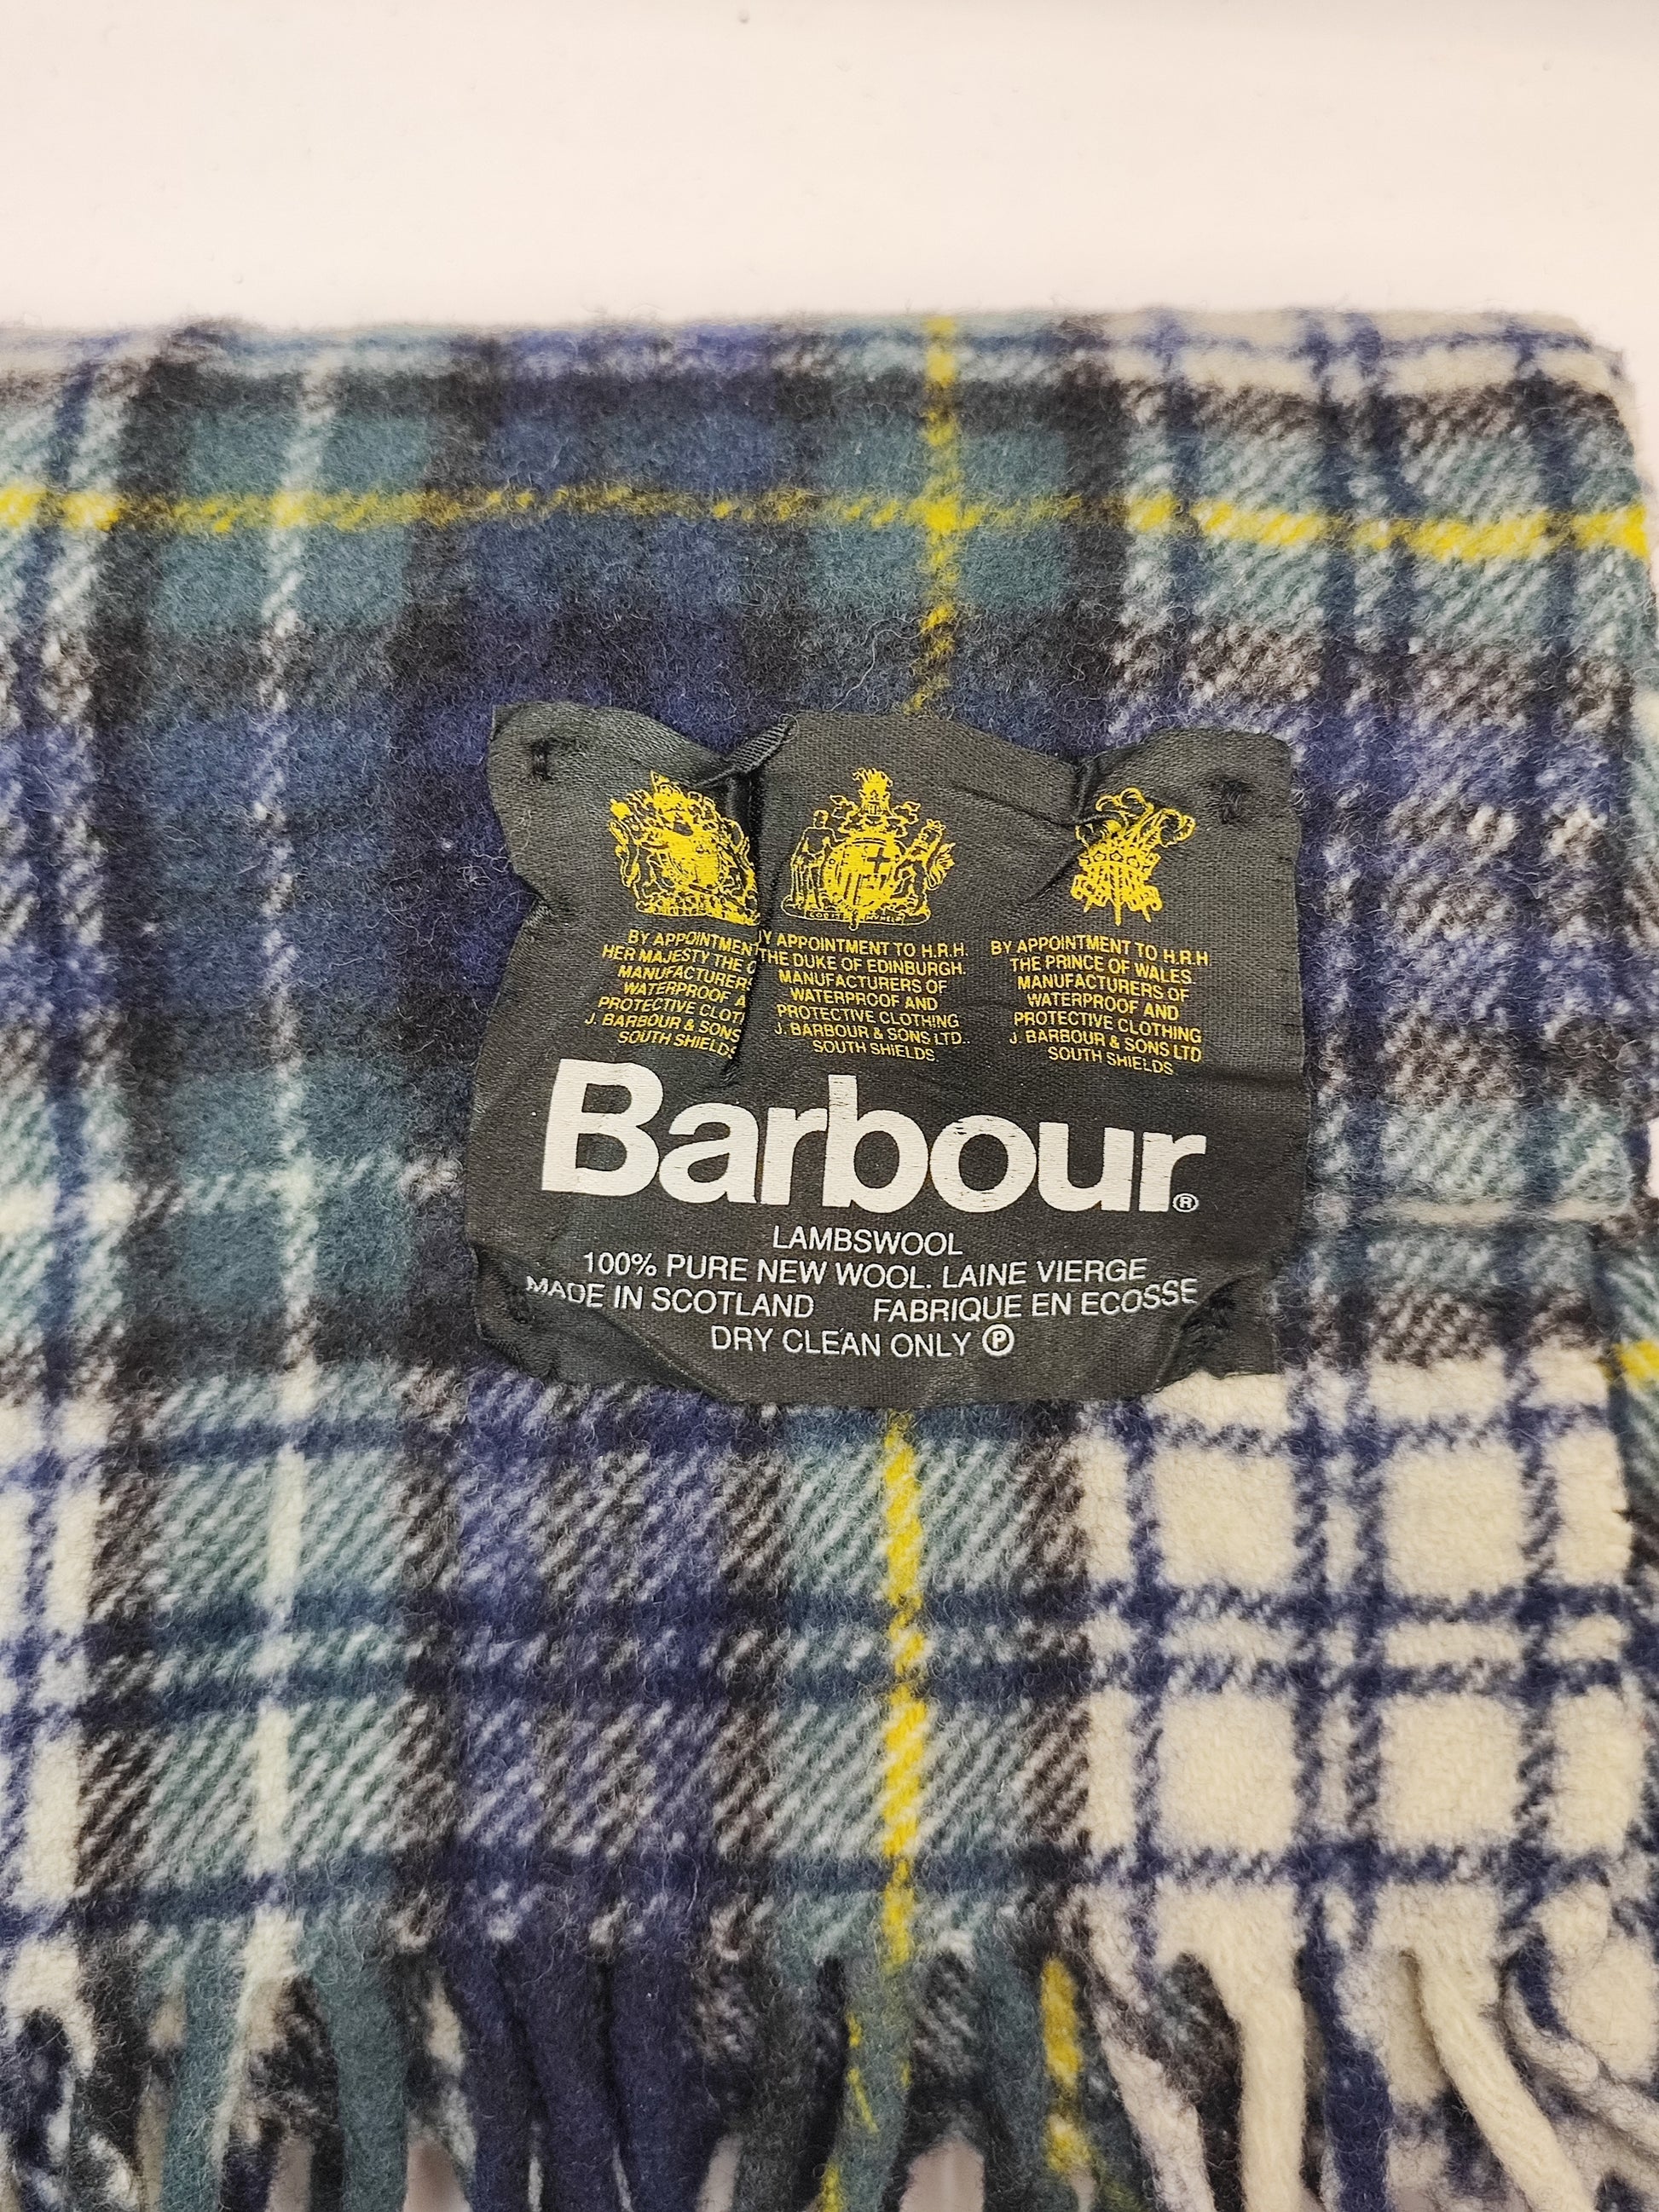 BY APPOINTMENT
HER MAJESTY THE
MANUFACTURERS
WATERPROOF
PROTECTIVE
J. BARBOUR & SONS
SOUTH SHIELDS
APPOINTMENT TO H.R.H.
THE DUKE OF EDINBURGH.
MANUFACTURERS OF
WATERPROOF AND
PROTECTIVE CLOTHING
J. BARBOUR & SONS LTD..
SOUTH SHIELDS.
BY APPOINTMENT TO H.R.H
THE PRINCE OF WALES.
MANUFACTURERS OF
WATERPROOF AND
PROTECTIVE CLOTHING
J. BARBOUR & SONS LTD
SOUTH SHIELDS
Barbour®
LAMBSWOOL
100% PURE NEW WOOL. LAINE VIERGE
MADE IN SCOTLAND FABRIQUE EN ECOSSE
DRY CLEAN ONLY Ⓟ